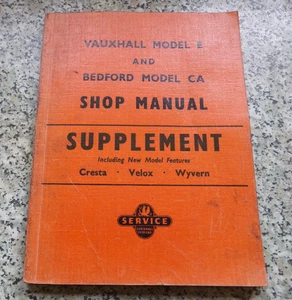 VAUXHALL MODEL E
AND
BEDFORD MODEL CA
SHOP MANUAL
SUPPLEMENT
Including New Model Features
Cresta · Velox · Wyvern
SERVICE